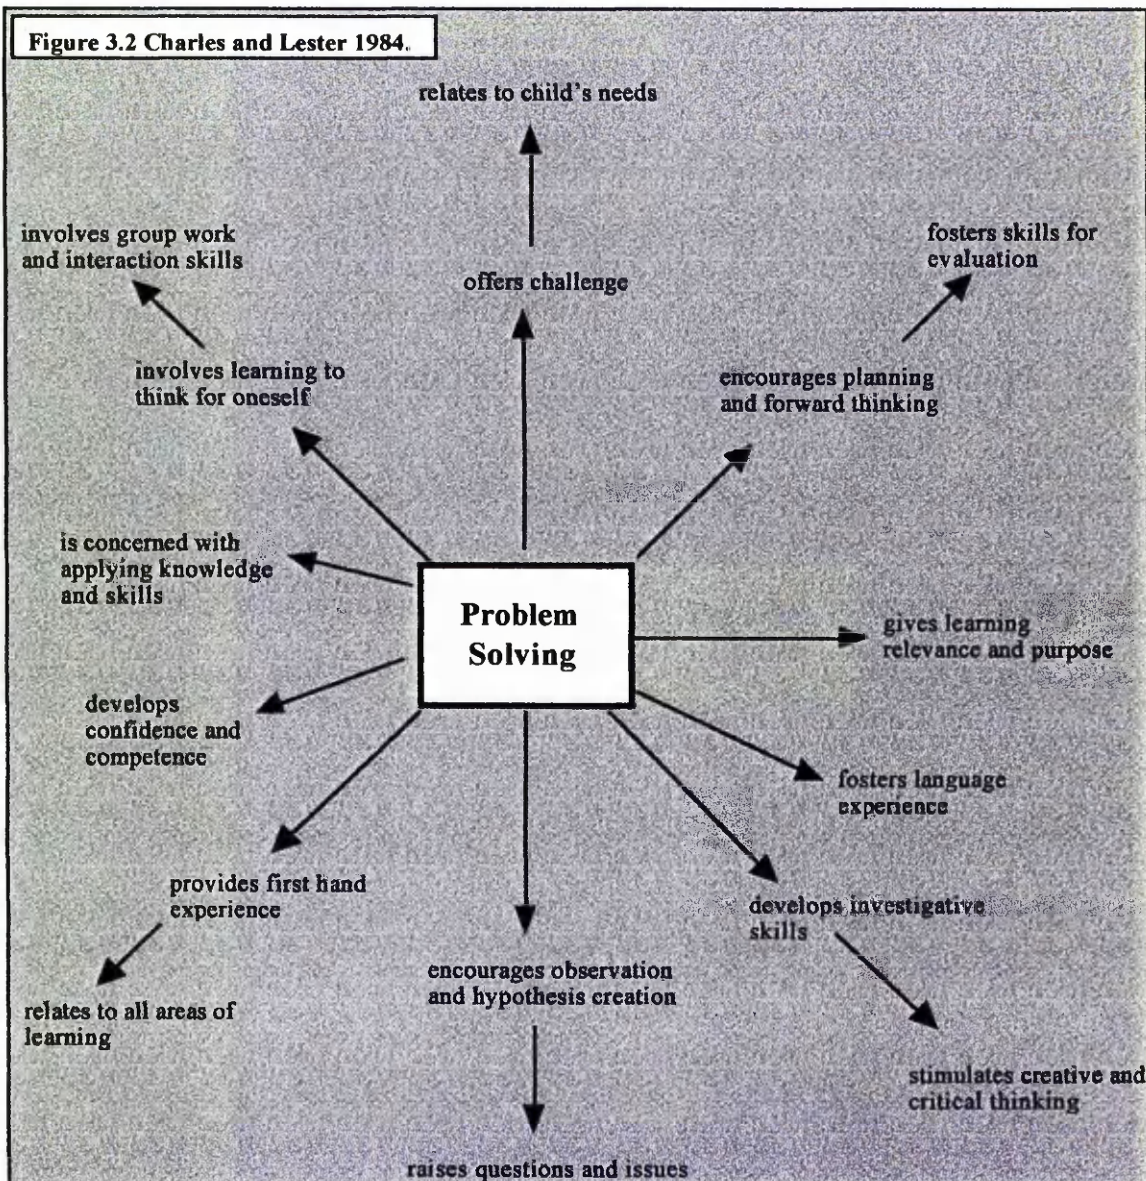 Figure 3.2 Charles and Lester 1984.
relates to child's needs
involves group work
and interaction skills
fosters skills for
evaluation
offers challenge
involves learning to
think for oneself
encourages planning
and forward thinking
is concerned with
applying knowledge
and skills
Problem
Solving
gives learning
relevance and purpose
develops
confidence and
competence
fosters language
experience
provides first hand
experience
develops investigative
skills
encourages observation
and hypothesis creation
relates to all areas of
learning
stimulates creative and
critical thinking
raises questions and issues